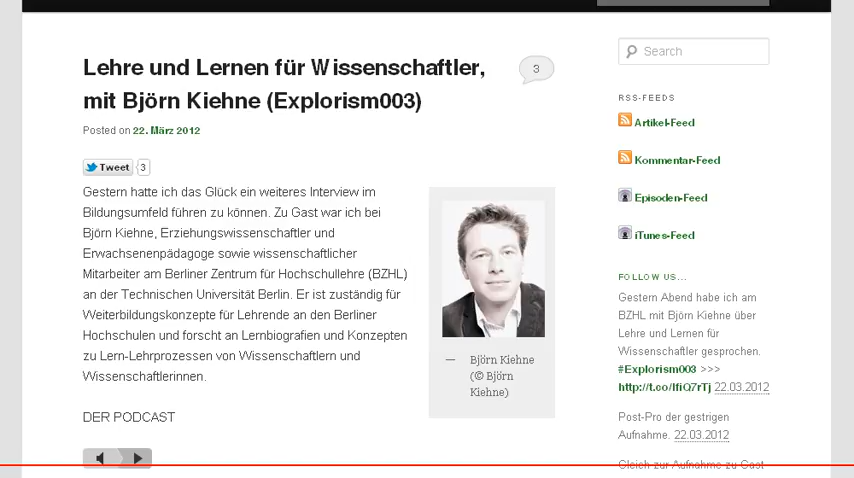 Search
Lehre und Lernen für Wissenschaftler,
mit Björn Kiehne (Explorism003)
3
Posted on 22. März 2012
Tweet 3
Gestern hatte ich das Glück ein weiteres Interview im
Bildungsumfeld führen zu können. Zu Gast war ich bei
Björn Kiehne, Erziehungswissenschaftler und
Erwachsenenpädagoge sowie wissenschaftlicher
Mitarbeiter am Berliner Zentrum für Hochschullehre (BZHL)
an der Technischen Universität Berlin. Er ist zuständig für
Weiterbildungskonzepte für Lehrende an den Berliner
Hochschulen und forscht an Lernbiografien und Konzepten
zu Lern-Lehrprozessen von Wissenschaftlern und
Wissenschaftlerinnen.
— Björn Kiehne
(© Björn
Kiehne)
DER PODCAST
RSS-FEEDS
Artikel-Feed
Kommentar-Feed
Episoden-Feed
iTunes-Feed
FOLLOW US...
Gestern Abend habe ich am
BZHL mit Björn Kiehne über
Lehre und Lernen für
Wissenschaftler gesprochen.
#Explorism003 >>>
http://t.co/IfiQ7rTj 22.03.2012
Post-Pro der gestrigen
Aufnahme. 22.03.2012
Gleich zur Aufnahme zu Gast